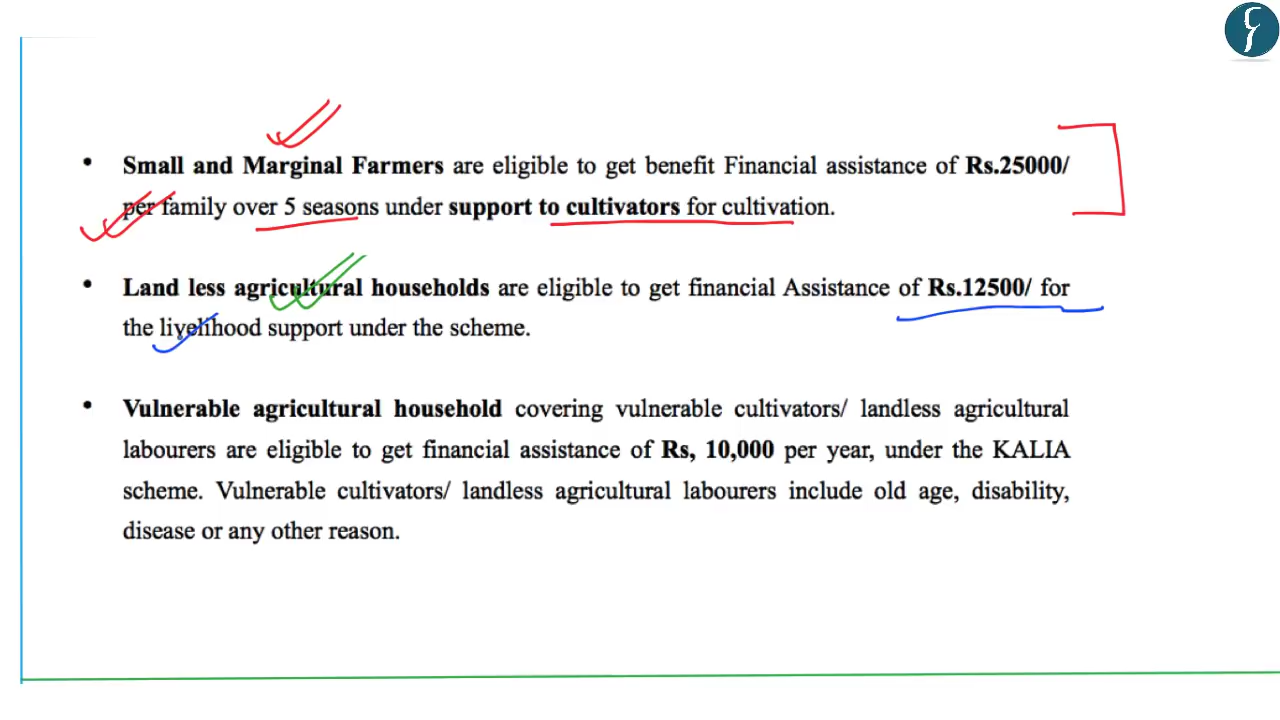 • Small and Marginal Farmers are eligible to get benefit Financial assistance of Rs.25000/
per family over 5 seasons under support to cultivators for cultivation.
• Land less agricultural households are eligible to get financial Assistance of Rs.12500/ for
the livelihood support under the scheme.
• Vulnerable agricultural household covering vulnerable cultivators/ landless agricultural
labourers are eligible to get financial assistance of Rs, 10,000 per year, under the KALIA
scheme. Vulnerable cultivators/ landless agricultural labourers include old age, disability,
disease or any other reason.